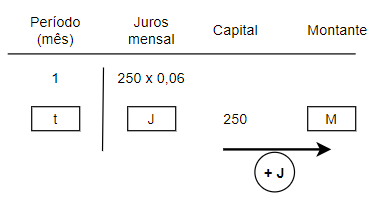 Período (mês) Juros mensal Capital Montante
1 250 x 0,06
t J 250 M
+ J